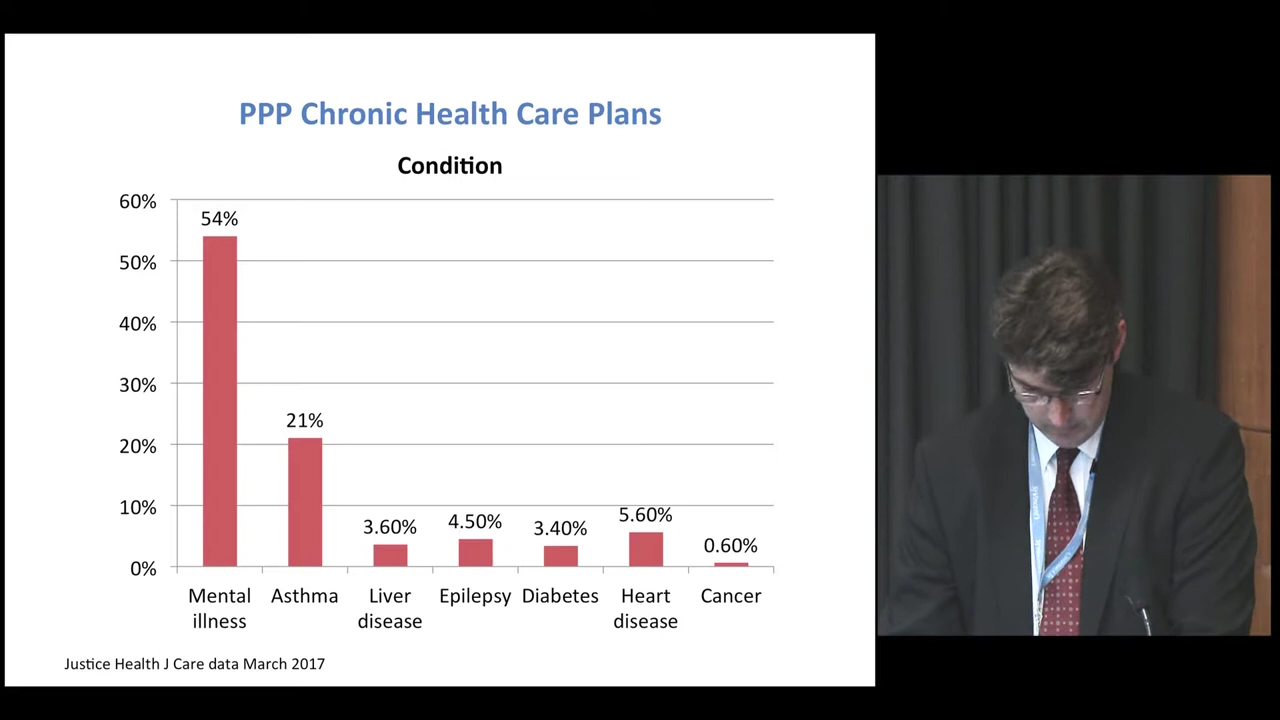 PPP Chronic Health Care Plans
Condition
60%
50%
40%
30%
20%
10%
0%
54%
21%
3.60%
4.50%
3.40%
5.60%
0.60%
Mental illness
Asthma
Liver disease
Epilepsy
Diabetes
Heart disease
Cancer
Justice Health J Care data March 2017